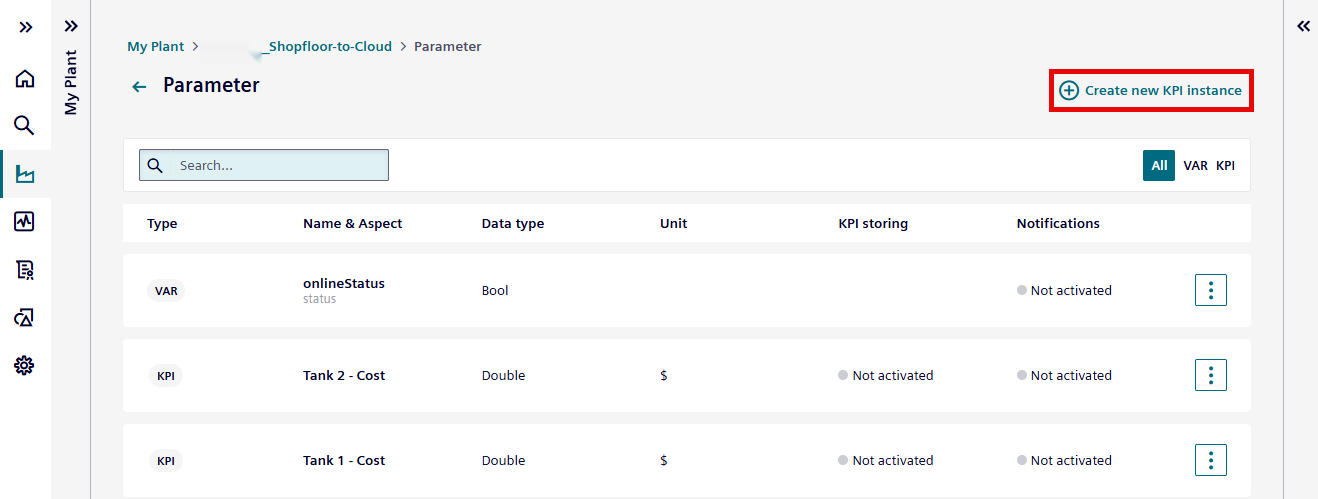 My Plant
My Plant > _Shopfloor-to-Cloud > Parameter
Parameter
Create new KPI instance
Search...
All VAR KPI
Type Name & Aspect Data type Unit KPI storing Notifications
VAR onlineStatus Bool Not activated
status
KPI Tank 2 - Cost Double $ Not activated Not activated
KPI Tank 1 - Cost Double $ Not activated Not activated